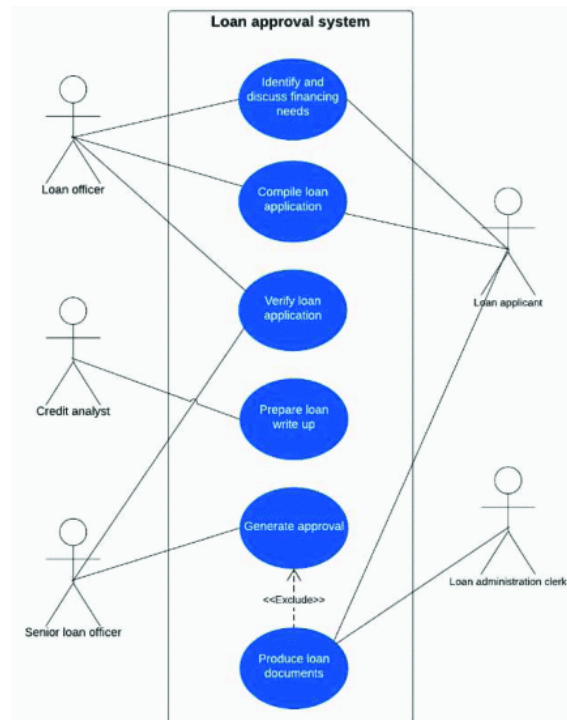 Loan approval system
Identify and
discuss financing
needs
Loan officer
Compile loan
application
Loan applicant
Verify loan
application
Credit analyst
Prepare loan
write up
Generate approval
Loan administration clerk
<<Exclude>>
Senior loan officer
Produce loan
documents